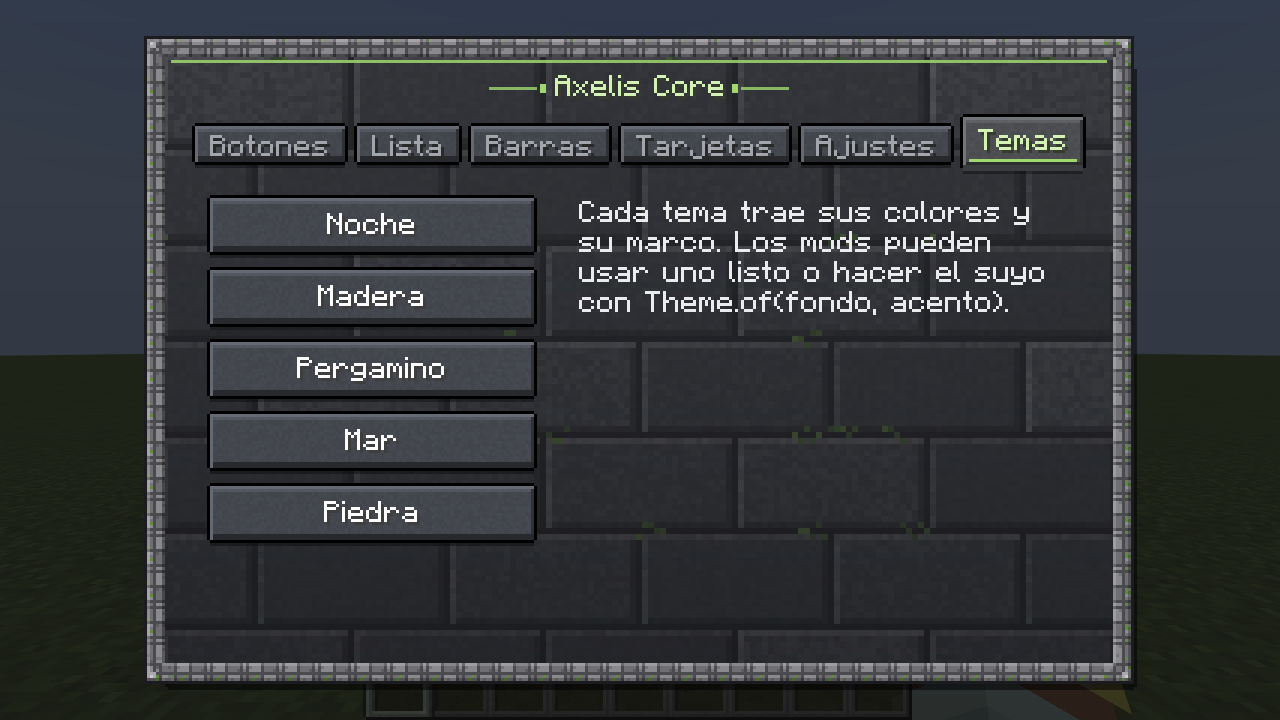 Axelis Core
Botones Lista Barras Tarjetas Ajustes Temas
Noche
Madera
Pergamino
Mar
Piedra
Cada tema trae sus colores y
su marco. Los mods pueden
usar uno listo o hacer el suyo
con Theme.of(fondo, acento).